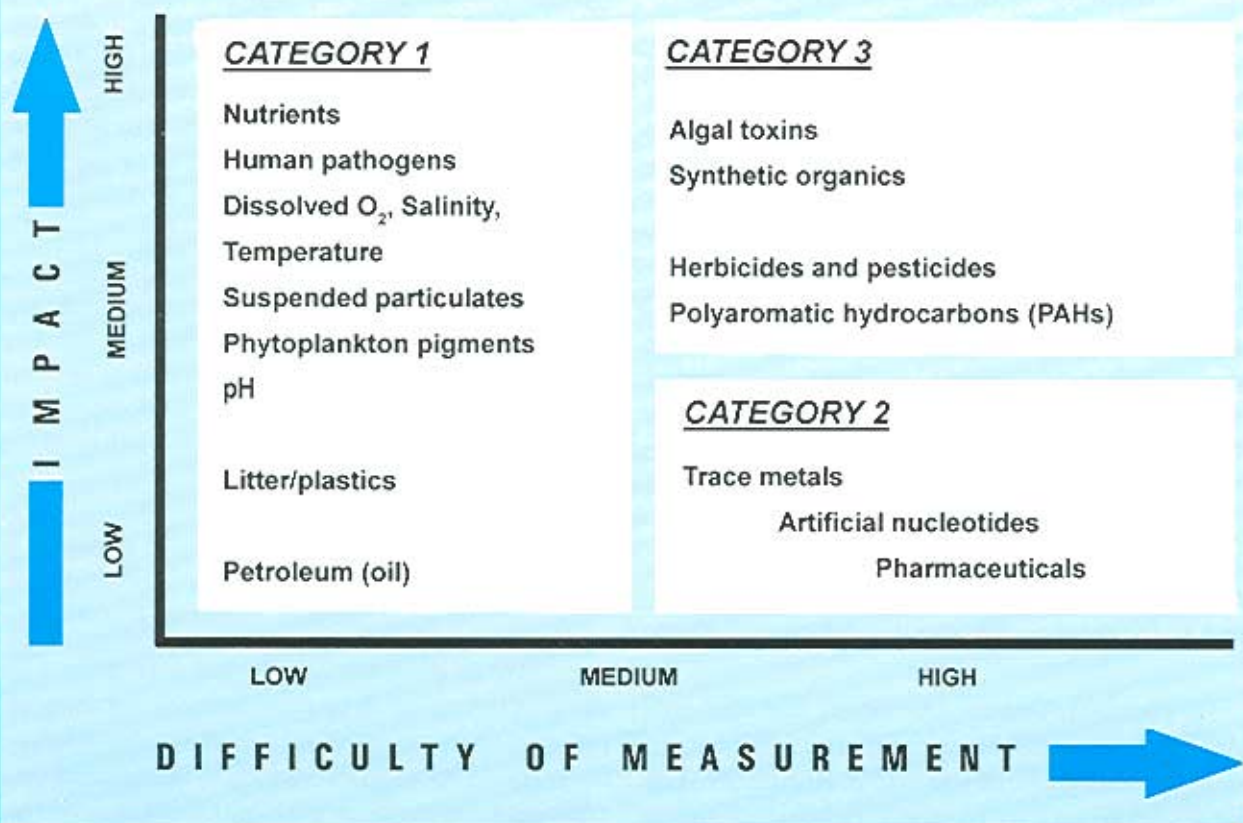 IMPACT
HIGH
MEDIUM
LOW
CATEGORY 1
Nutrients
Human pathogens
Dissolved O₂, Salinity,
Temperature
Suspended particulates
Phytoplankton pigments
pH
Litter/plastics
Petroleum (oil)
CATEGORY 3
Algal toxins
Synthetic organics
Herbicides and pesticides
Polyaromatic hydrocarbons (PAHs)
CATEGORY 2
Trace metals
Artificial nucleotides
Pharmaceuticals
LOW MEDIUM HIGH
DIFFICULTY OF MEASUREMENT